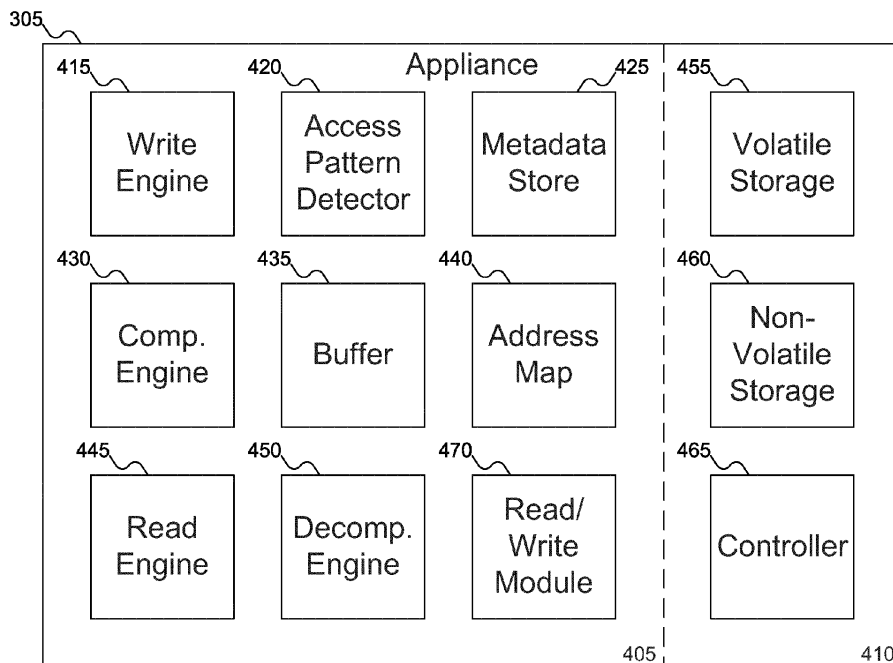 305
Appliance
415
420
425
455
Write
Engine
Access
Pattern
Detector
Metadata
Store
Volatile
Storage
430
435
440
460
Comp.
Engine
Buffer
Address
Map
Non-
Volatile
Storage
445
450
470
465
Read
Engine
Decomp.
Engine
Read/
Write
Module
Controller
405
410